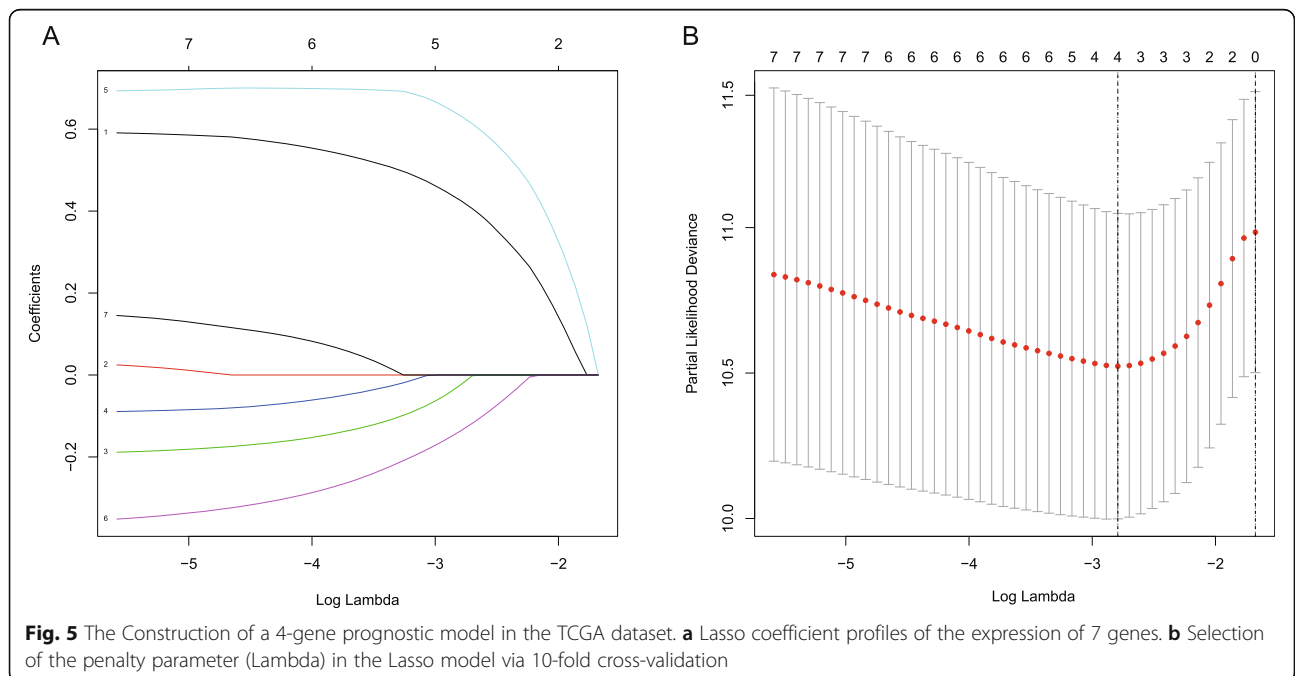 A
7 6 5 2
5
1
7
2
4
3
6
0.6
0.4
0.2
0.0
−0.2
Coefficients
−5 −4 −3 −2
Log Lambda
B
7 7 7 7 7 6 6 6 6 6 6 6 6 5 4 4 3 3 3 2 2 0
11.5
11.0
10.5
10.0
Partial Likelihood Deviance
−5 −4 −3 −2
Log Lambda
Fig. 5 The Construction of a 4-gene prognostic model in the TCGA dataset. a Lasso coefficient profiles of the expression of 7 genes. b Selection
of the penalty parameter (Lambda) in the Lasso model via 10-fold cross-validation